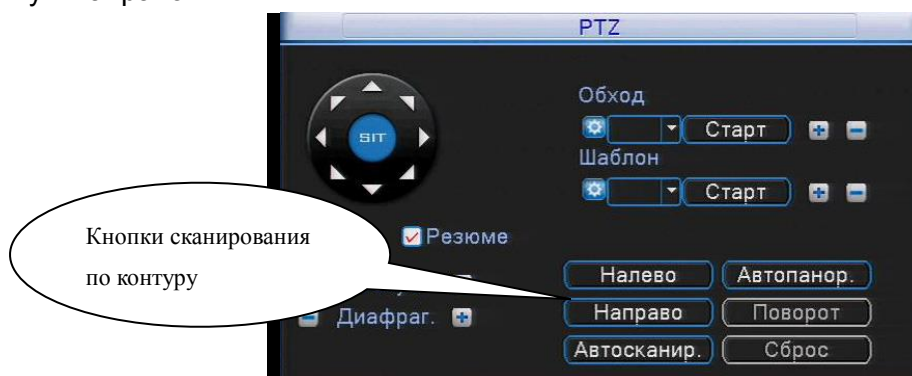 PTZ
SIT
Обход
Старт
Шаблон
Старт
Кнопки сканирования
по контуру
Резюме
Диафраг.
Налево Автопанор.
Направо Поворот
Автосканир. Сброс